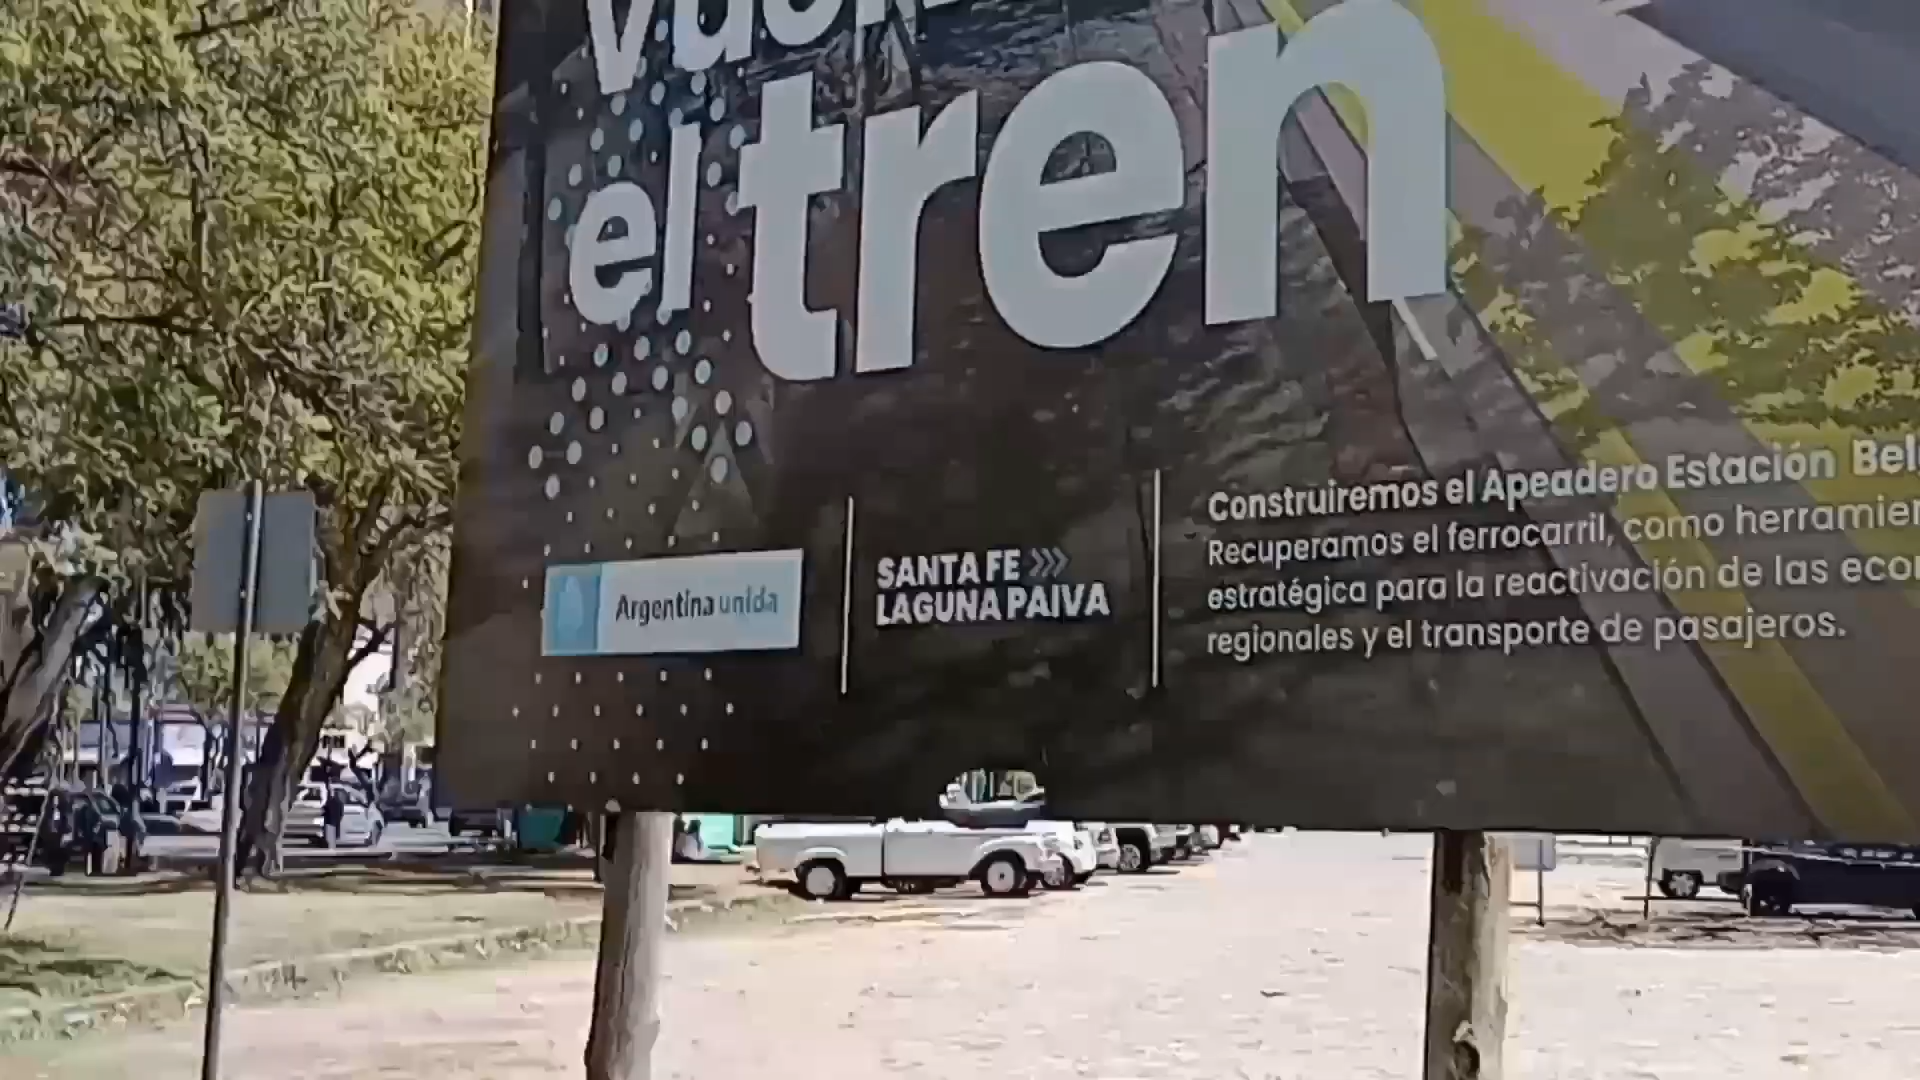 el tren
Construiremos el Apeadero Estación
Recuperamos el ferrocarril, como
estratégica para la reactivación de las
regionales y el transporte de pasajeros.
Argentina unida
SANTA FE
LAGUNA PAIVA